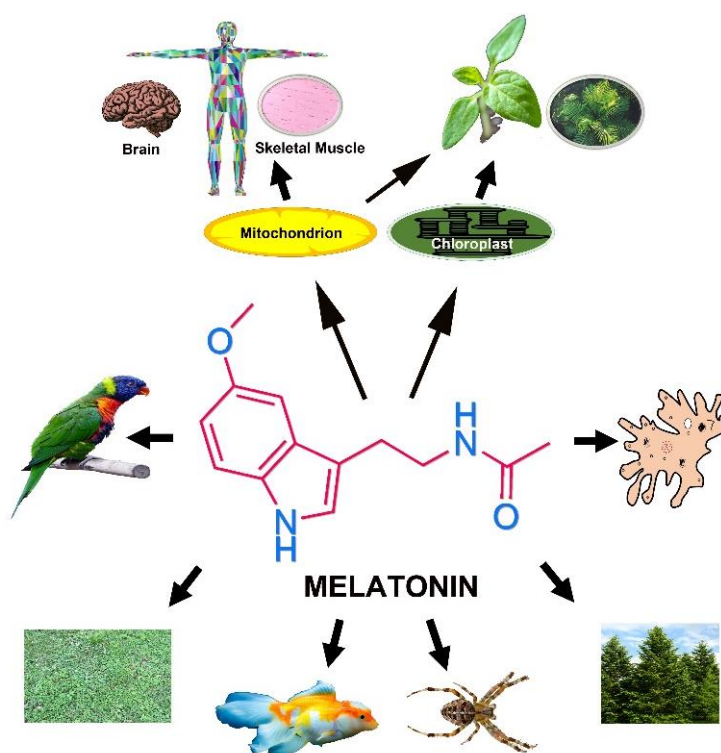 Brain
Skeletal Muscle
Mitochondrion
Chloroplast
O
H
N
O
N
H
MELATONIN